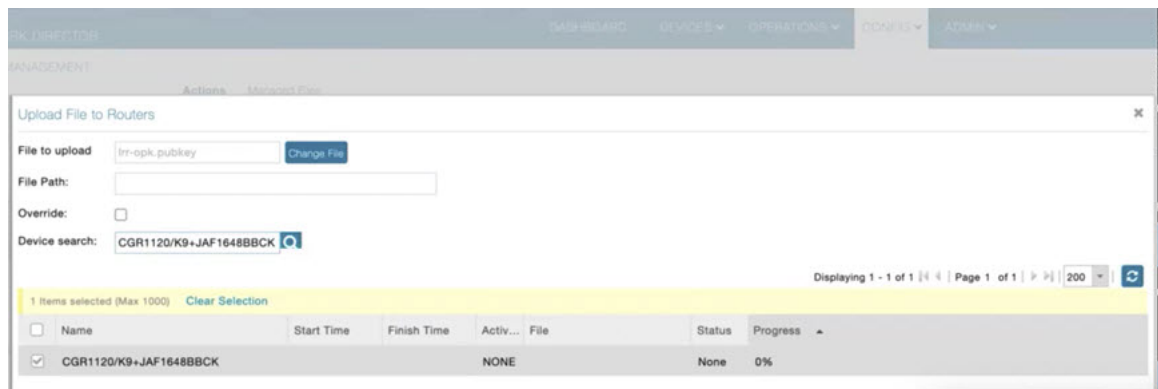 RK DIRECTOR
DASHBOARD DEVICES OPERATIONS CONFIG ADMIN
MANAGEMENT
Actions Managed Files
Upload File to Routers
File to upload lrr-opk.pubkey Change File
File Path:
Override:
Device search: CGR1120/K9+JAF1648BBCK
Displaying 1 - 1 of 1 Page 1 of 1 200
1 Items selected (Max 1000) Clear Selection
Name Start Time Finish Time Activ... File Status Progress
CGR1120/K9+JAF1648BBCK NONE None 0%